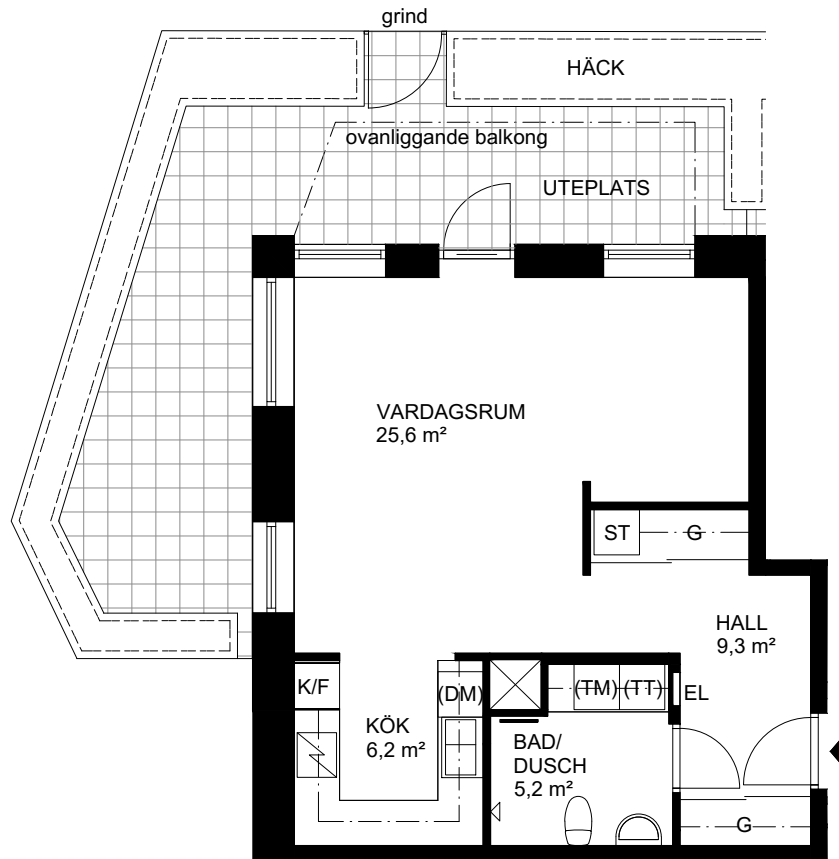 grind
HÄCK
ovanliggande balkong
UTEPLATS
VARDAGSRUM
25,6 m²
ST
G
HALL
9,3 m²
K/F
(DM)
(TM)
(TT)
EL
KÖK
6,2 m²
BAD/
DUSCH
5,2 m²
G